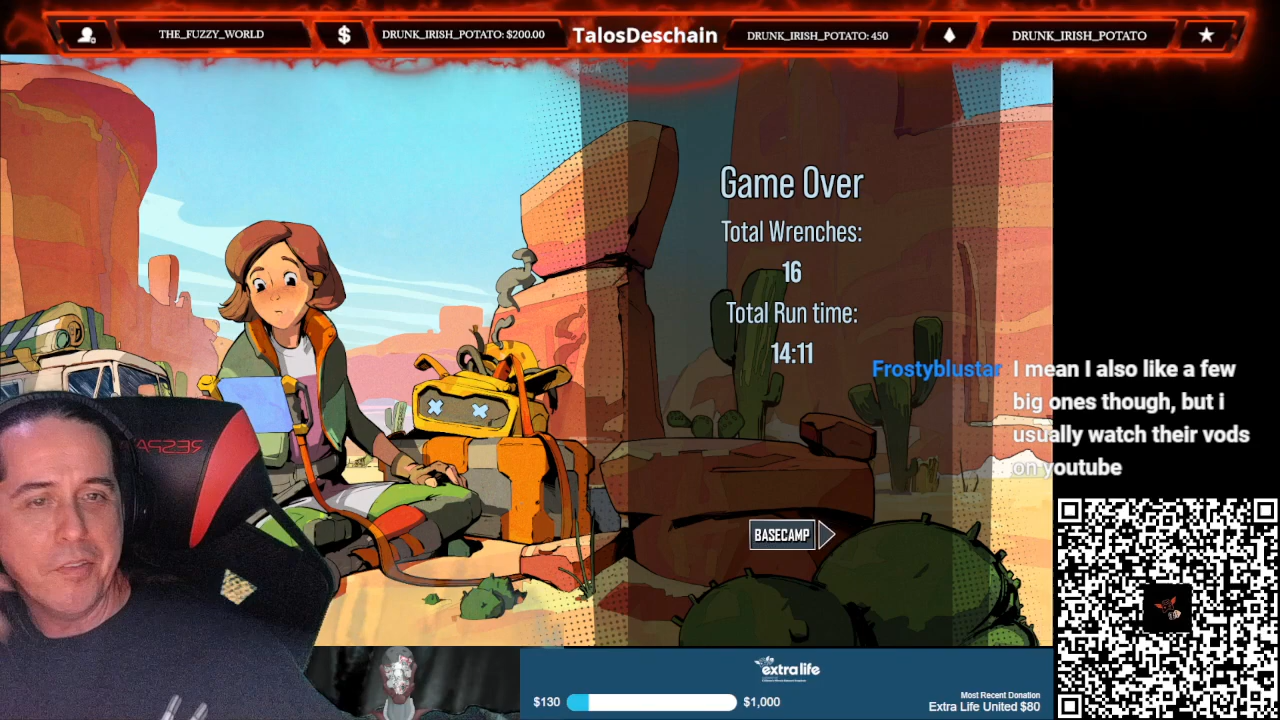 THE_FUZZY_WORLD
$
DRUNK_IRISH_POTATO: $200.00
TalosDeschain
DRUNK_IRISH_POTATO: 450
DRUNK_IRISH_POTATO
Game Over
Total Wrenches:
16
Total Run time:
14:11
Frostyblustar I mean I also like a few
big ones though, but i
usually watch their vods
on youtube
RESPA
BASECAMP
extralife
$130
$1,000
Most Recent Donation
Extra Life United $80